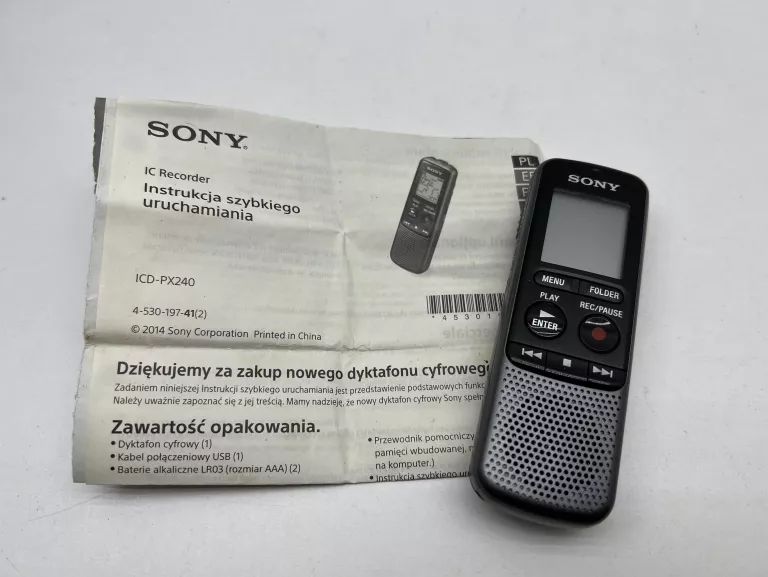 SONY®
IC Recorder
Instrukcja szybkiego
uruchamiania
ICD-PX240
4-530-197-41(2)
© 2014 Sony Corporation Printed in China
SONY
PL
Dziękujemy za zakup nowego dyktafonu cyfroweg
Zadaniem niniejszej Instrukcji szybkiego uruchamiania jest przedstawienie podstawowych funkc
Należy uważnie zapoznać się z jej treścią. Mamy nadzieję, że nowy dyktafon cyfrowy Sony speł
Zawartość opakowania.
• Dyktafon cyfrowy (1)
• Kabel połączeniowy USB (1)
• Baterie alkaliczne LR03 (rozmiar AAA) (2)
• Przewodnik pomocniczy
pamięci wbudowanej,
na komputer.)
• Instrukcja szybkiego
SONY
MENU
FOLDER
PLAY
REC/PAUSE
ENTER